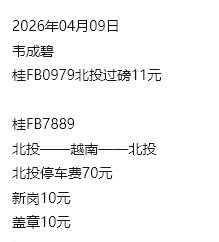 2026年04月09日
韦成碧
桂FB0979北投过磅11元
桂FB7889
北投——越南——北投
北投停车费70元
新岗10元
盖章10元